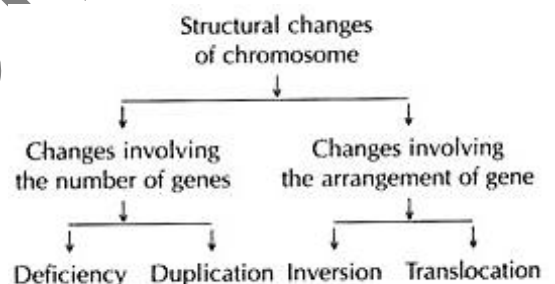 Structural changes
of chromosome
Changes involving
the number of genes
Changes involving
the arrangement of gene
Deficiency Duplication Inversion Translocation